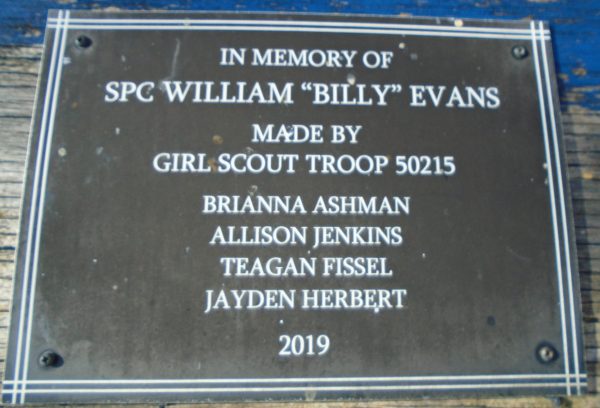 IN MEMORY OF
SPC WILLIAM “BILLY” EVANS
MADE BY
GIRL SCOUT TROOP 50215
BRIANNA ASHMAN
ALLISON JENKINS
TEAGAN FISSEL
JAYDEN HERBERT
2019